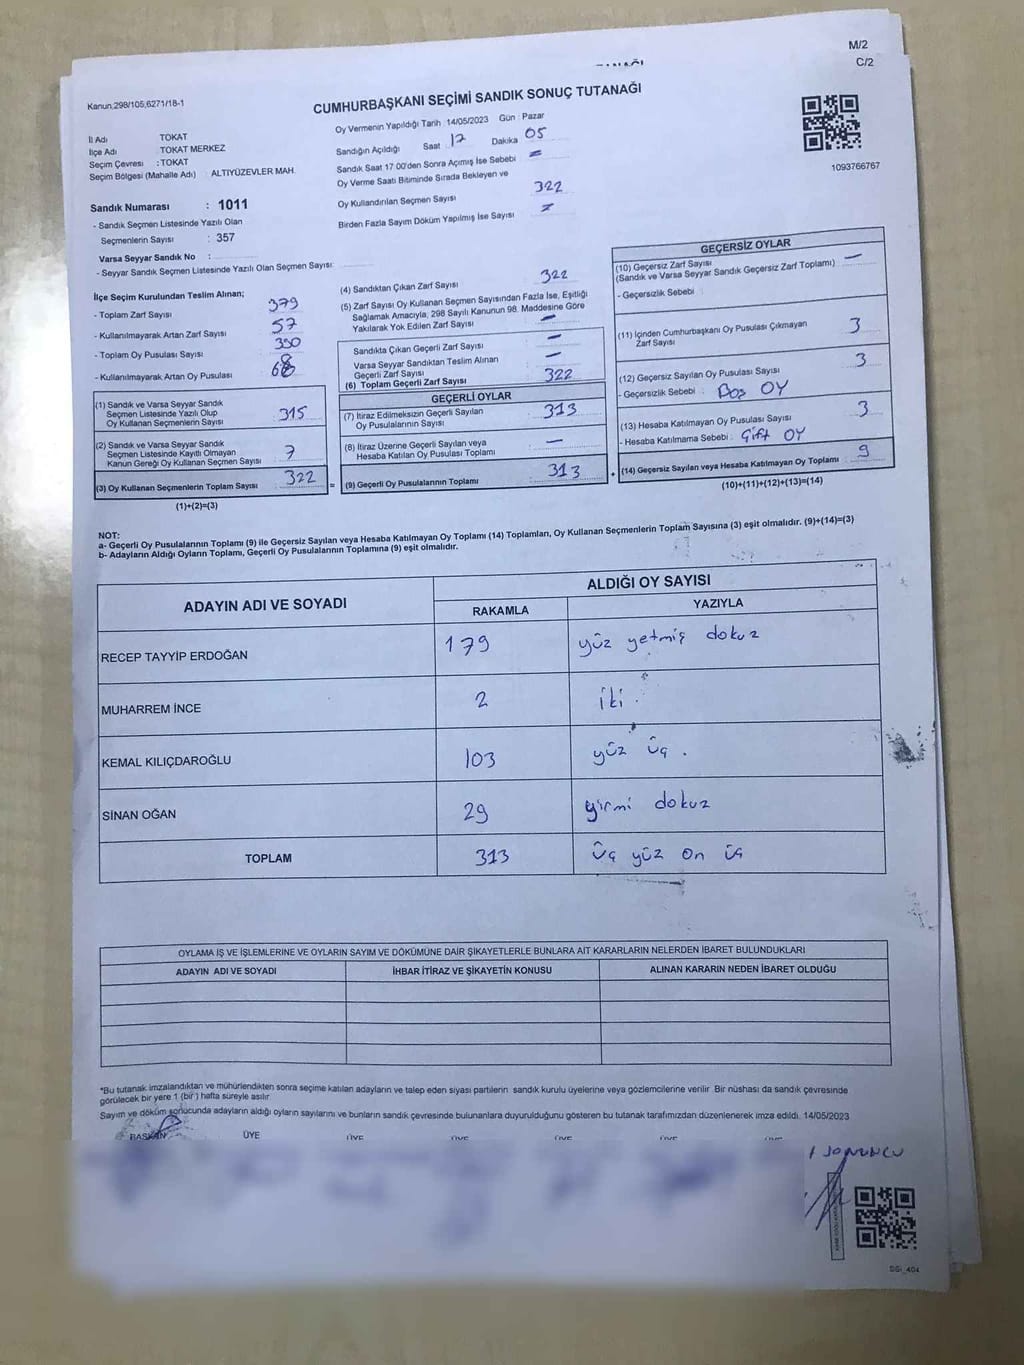 M/2
C/2
Kanun:298/105,6271/18-1
CUMHURBAŞKANI SEÇİMİ SANDIK SONUÇ TUTANAĞI
1093766767
İl Adı TOKAT
İlçe Adı TOKAT MERKEZ
Seçim Çevresi : TOKAT
Seçim Bölgesi (Mahalle Adı) ALTIYÜZEVLER MAH.
Sandık Numarası : 1011
- Sandık Seçmen Listesinde Yazılı Olan
Seçmenlerin Sayısı : 357
Varsa Seyyar Sandık No :
- Seyyar Sandık Seçmen Listesinde Yazılı Olan Seçmen Sayısı:
Oy Vermenin Yapıldığı Tarih 14/05/2023 Gün : Pazar
Sandığın Açıldığı Saat 17 Dakika 05
Sandık Saat 17:00'den Sonra Açımış İse Sebebi –
Oy Verme Saati Bitiminde Sırada Bekleyen ve
Oy Kullandırılan Seçmen Sayısı 322
Birden Fazla Sayım Döküm Yapılmış İse Sayısı –
İlçe Seçim Kurulundan Teslim Alınan;
- Toplam Zarf Sayısı 379
- Kullanılmayarak Artan Zarf Sayısı 57
- Toplam Oy Pusulası Sayısı
- Kullanılmayarak Artan Oy Pusulası
(1) Sandık ve Varsa Seyyar Sandık
Seçmen Listesinde Yazılı Olup
Oy Kullanan Seçmenlerin Sayısı 315
(2) Sandık ve Varsa Seyyar Sandık
Seçmen Listesinde Kayıtlı Olmayan
Kanun Gereği Oy Kullanan Seçmen Sayısı 7
(3) Oy Kullanan Seçmenlerin Toplam Sayısı 322 =
(1)+(2)=(3)
(4) Sandıktan Çıkan Zarf Sayısı 322
(5) Zarf Sayısı Oy Kullanan Seçmen Sayısından Fazla İse, Eşitliği
Sağlamak Amacıyla, 298 Sayılı Kanunun 98. Maddesine Göre
Yakılarak Yok Edilen Zarf Sayısı –
Sandıkta Çıkan Geçerli Zarf Sayısı –
Varsa Seyyar Sandıktan Teslim Alınan
Geçerli Zarf Sayısı –
(6) Toplam Geçerli Zarf Sayısı 322
GEÇERLİ OYLAR
(7) İtiraz Edilmeksizin Geçerli Sayılan
Oy Pusulalarının Sayısı 313
(8) İtiraz Üzerine Geçerli Sayılan veya
Hesaba Katılan Oy Pusulası Toplamı –
(9) Geçerli Oy Pusulalarının Toplamı 313 +
GEÇERSİZ OYLAR
(10) Geçersiz Zarf Sayısı –
(Sandık ve Varsa Seyyar Sandık Geçersiz Zarf Toplamı)
- Geçersizlik Sebebi :
(11) İçinden Cumhurbaşkanı Oy Pusulası Çıkmayan
Zarf Sayısı 3
(12) Geçersiz Sayılan Oy Pusulası Sayısı 3
- Geçersizlik Sebebi : Boş OY
(13) Hesaba Katılmayan Oy Pusulası Sayısı 3
- Hesaba Katılmama Sebebi : Çift OY
(14) Geçersiz Sayılan veya Hesaba Katılmayan Oy Toplamı 9
(10)+(11)+(12)+(13)=(14)
NOT:
a- Geçerli Oy Pusulalarının Toplamı (9) ile Geçersiz Sayılan veya Hesaba Katılmayan Oy Toplamı (14) Toplamları, Oy Kullanan Seçmenlerin Toplam Sayısına (3) eşit olmalıdır. (9)+(14)=(3)
b- Adayların Aldığı Oyların Toplamı, Geçerli Oy Pusulalarının Toplamına (9) eşit olmalıdır.
ADAYIN ADI VE SOYADI
ALDIĞI OY SAYISI
RAKAMLA YAZIYLA
RECEP TAYYİP ERDOĞAN 179 yüz yetmiş dokuz
MUHARREM İNCE 2 iki
KEMAL KILIÇDAROĞLU 103 yüz üç.
SİNAN OĞAN 29 yirmi dokuz
TOPLAM 313 üç yüz on üç
OYLAMA İŞ VE İŞLEMLERİNE VE OYLARIN SAYIM VE DÖKÜMÜNE DAİR ŞİKAYETLERLE BUNLARA AİT KARARLARIN NELERDEN İBARET BULUNDUKLARI
ADAYIN ADI VE SOYADI İHBAR İTİRAZ VE ŞİKAYETİN KONUSU ALINAN KARARIN NEDEN İBARET OLDUĞU
*Bu tutanak imzalandıktan ve mühürlendikten sonra seçime katılan adayların ve talep eden siyasi partilerin sandık kurulu üyelerine veya gözlemcilerine verilir. Bir nüshası da sandık çevresinde
görülecek bir yere 1 (bir) hafta süreyle asılır.
Sayım ve döküm sonucunda adayların aldığı oyların sayılarını ve bunların sandık çevresinde bulunanlara duyurulduğunu gösteren bu tutanak tarafımızdan düzenlenerek imza edildi. 14/05/2023
BAŞKAN ÜYE ÜYE ÜYE ÜYE ÜYE